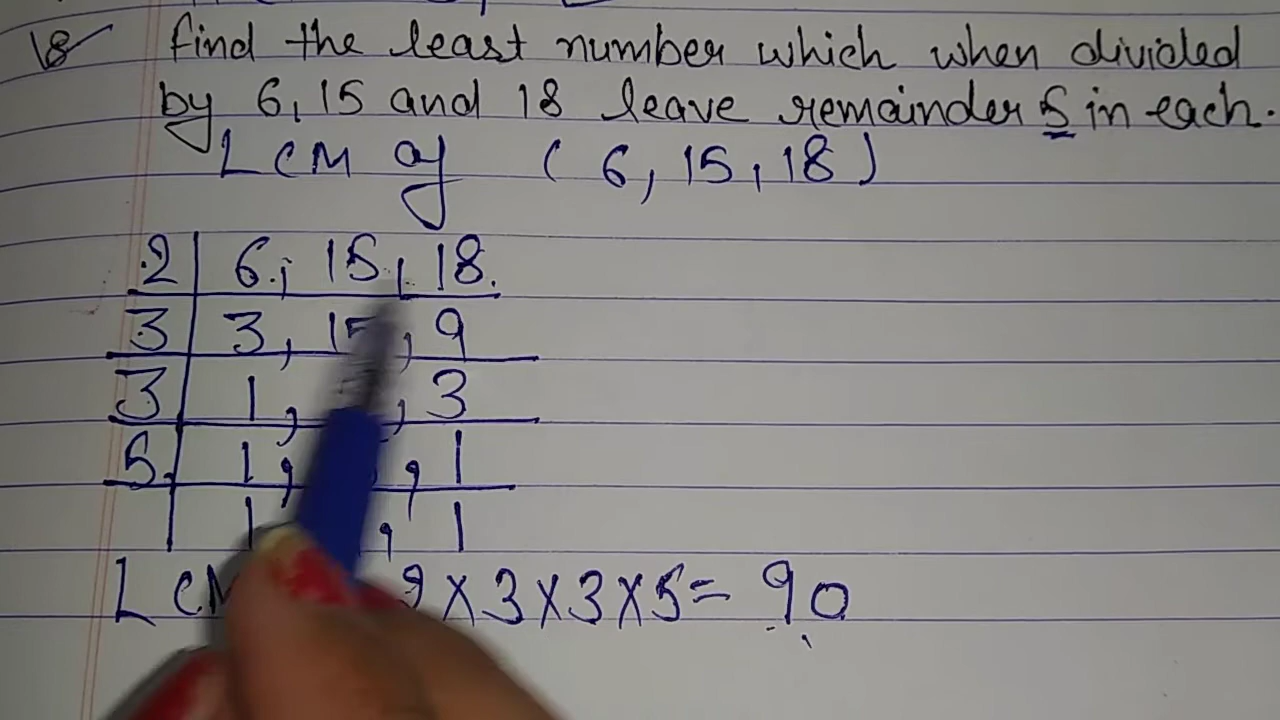 18 find the least number which when divided
by 6, 15 and 18 leave remainder 5 in each.
LCM of ( 6, 15, 18 )
2 | 6, 15, 18
3 | 3, 15, 9
3 | 1, , 3
5 | 1, , 1
1 , 1
LCM 2 × 3 × 3 × 5 = 90